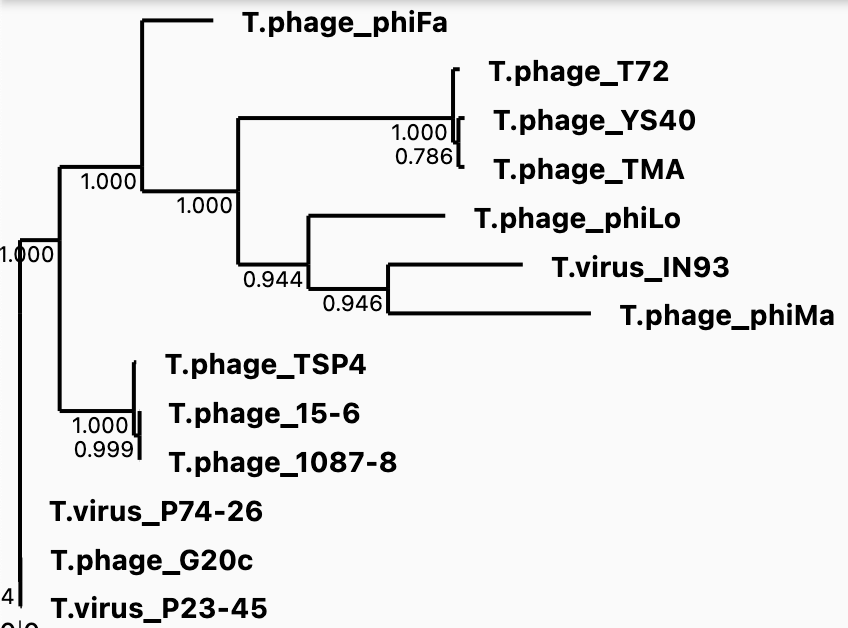 T.phage_phiFa
T.phage_T72
T.phage_YS40
1.000
0.786
T.phage_TMA
1.000
1.000
T.phage_phiLo
1.000
T.virus_IN93
0.944
0.946
T.phage_phiMa
T.phage_TSP4
T.phage_15-6
1.000
0.999
T.phage_1087-8
T.virus_P74-26
T.phage_G20c
4
T.virus_P23-45